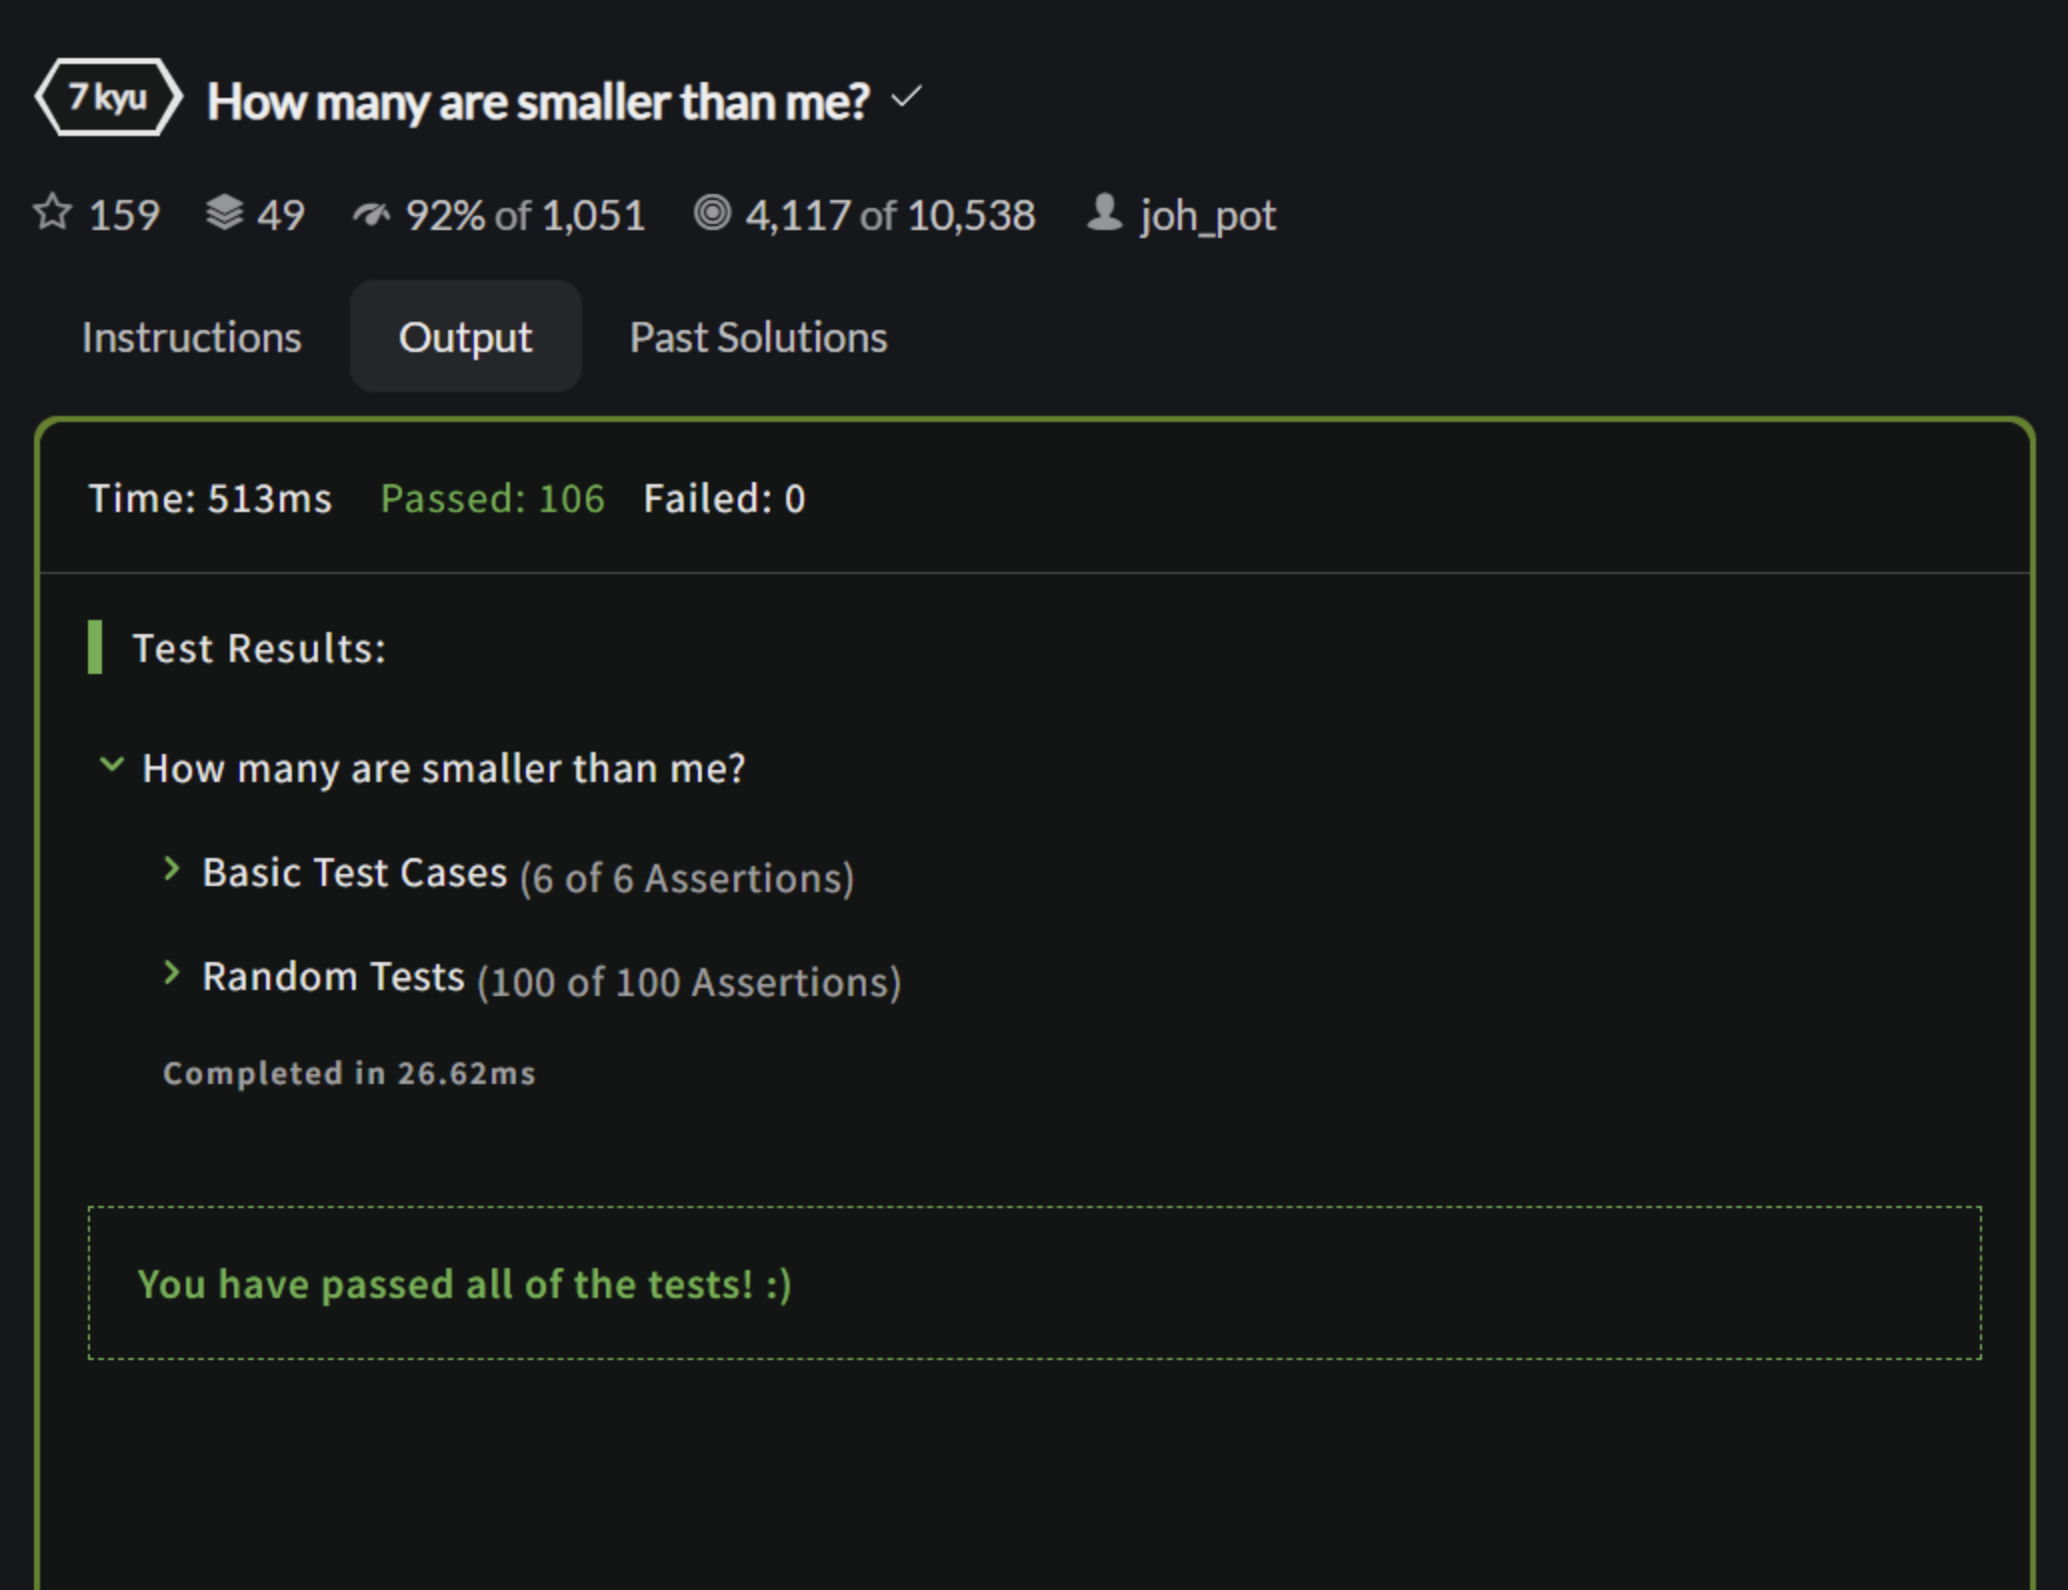 7 kyu How many are smaller than me?
159 49 92% of 1,051 4,117 of 10,538 joh_pot
Instructions Output Past Solutions
Time: 513ms Passed: 106 Failed: 0
Test Results:
How many are smaller than me?
Basic Test Cases (6 of 6 Assertions)
Random Tests (100 of 100 Assertions)
Completed in 26.62ms
You have passed all of the tests! :)